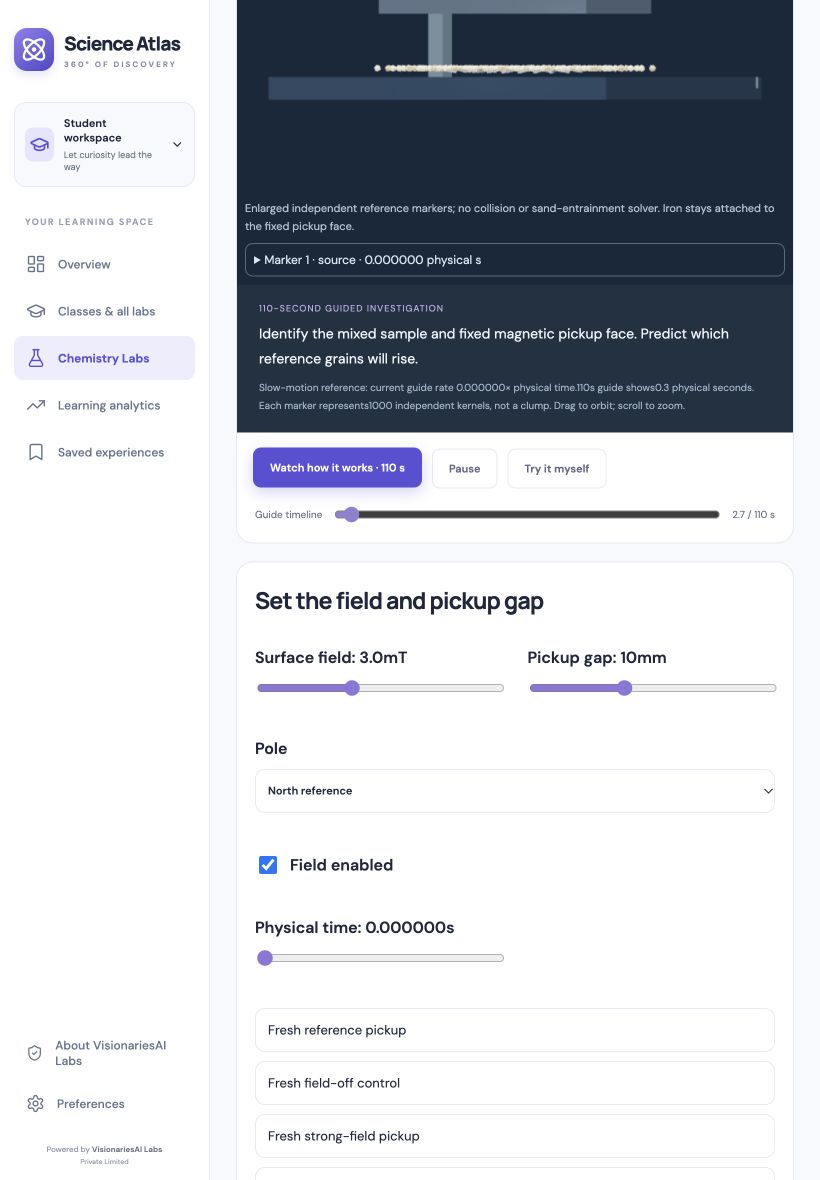 Science Atlas
360° OF DISCOVERY
Student
workspace
Let curiosity lead the
way
YOUR LEARNING SPACE
Overview
Classes & all labs
Chemistry Labs
Learning analytics
Saved experiences
About VisionariesAI
Labs
Preferences
Powered by VisionariesAI Labs
Private Limited
Enlarged independent reference markers; no collision or sand-entrainment solver. Iron stays attached to
the fixed pickup face.
Marker 1 · source · 0.000000 physical s
110-SECOND GUIDED INVESTIGATION
Identify the mixed sample and fixed magnetic pickup face. Predict which
reference grains will rise.
Slow-motion reference: current guide rate 0.000000× physical time.110s guide shows0.3 physical seconds.
Each marker represents1000 independent kernels, not a clump. Drag to orbit; scroll to zoom.
Watch how it works · 110 s
Pause
Try it myself
Guide timeline
2.7 / 110 s
Set the field and pickup gap
Surface field: 3.0mT
Pickup gap: 10mm
Pole
North reference
Field enabled
Physical time: 0.000000s
Fresh reference pickup
Fresh field-off control
Fresh strong-field pickup